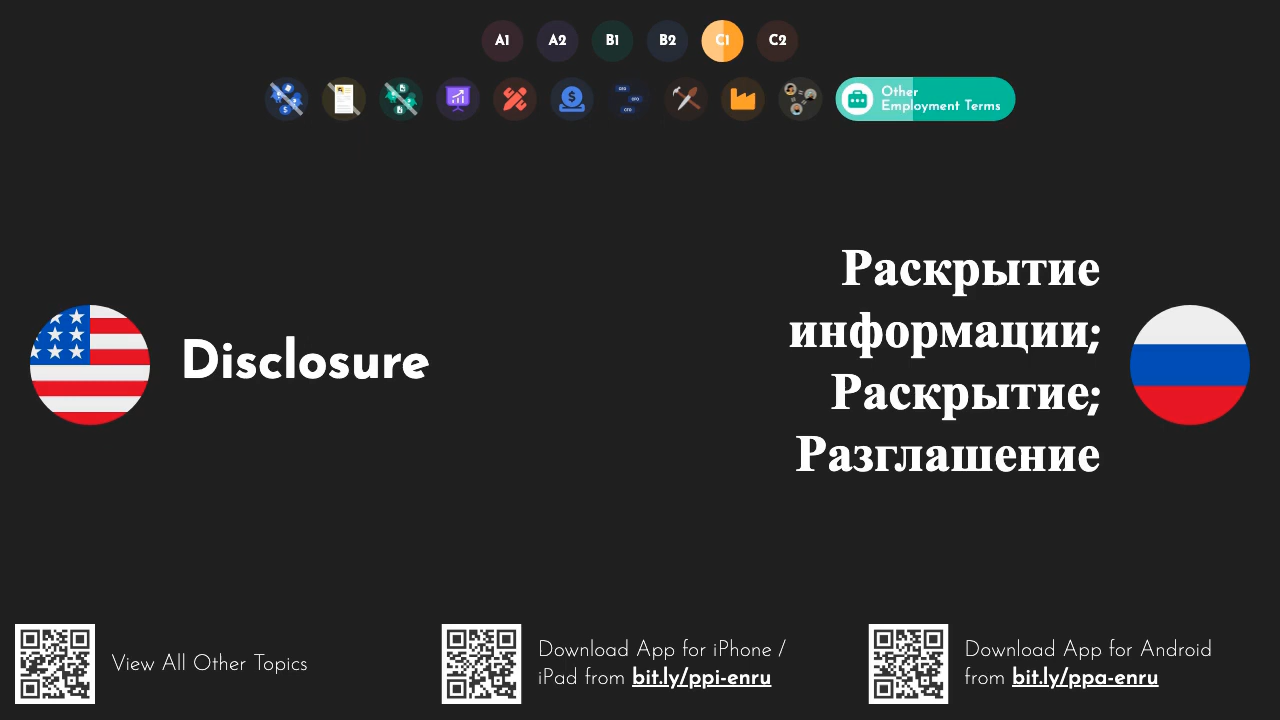 A1 A2 B1 B2 C1 C2
Other
Employment Terms
Disclosure
Раскрытие
информации;
Раскрытие;
Разглашение
View All Other Topics
Download App for iPhone /
iPad from bit.ly/ppi-enru
Download App for Android
from bit.ly/ppa-enru